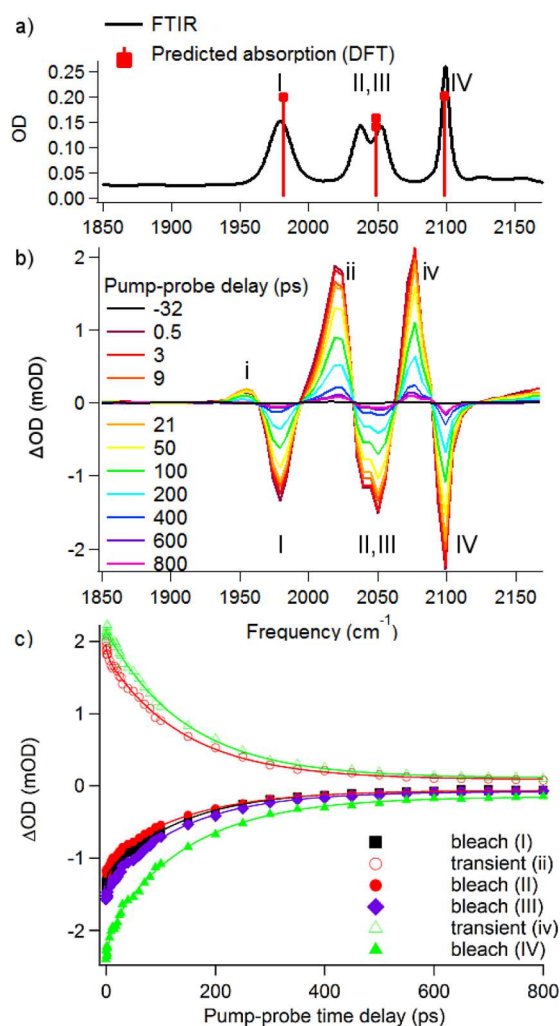 a)
FTIR
Predicted absorption (DFT)
I
II,III
IV
0.25
0.20
0.15
0.10
0.05
0.00
OD
1850 1900 1950 2000 2050 2100 2150
b)
Pump-probe delay (ps)
-32
0.5
3
9
21
50
100
200
400
600
800
i
ii
iv
I
II,III
IV
2
1
0
-1
-2
ΔOD (mOD)
1850 1900 1950 2000 2050 2100 2150
Frequency (cm⁻¹)
c)
2
1
0
-1
-2
ΔOD (mOD)
bleach (I)
transient (ii)
bleach (II)
bleach (III)
transient (iv)
bleach (IV)
0 200 400 600 800
Pump-probe time delay (ps)